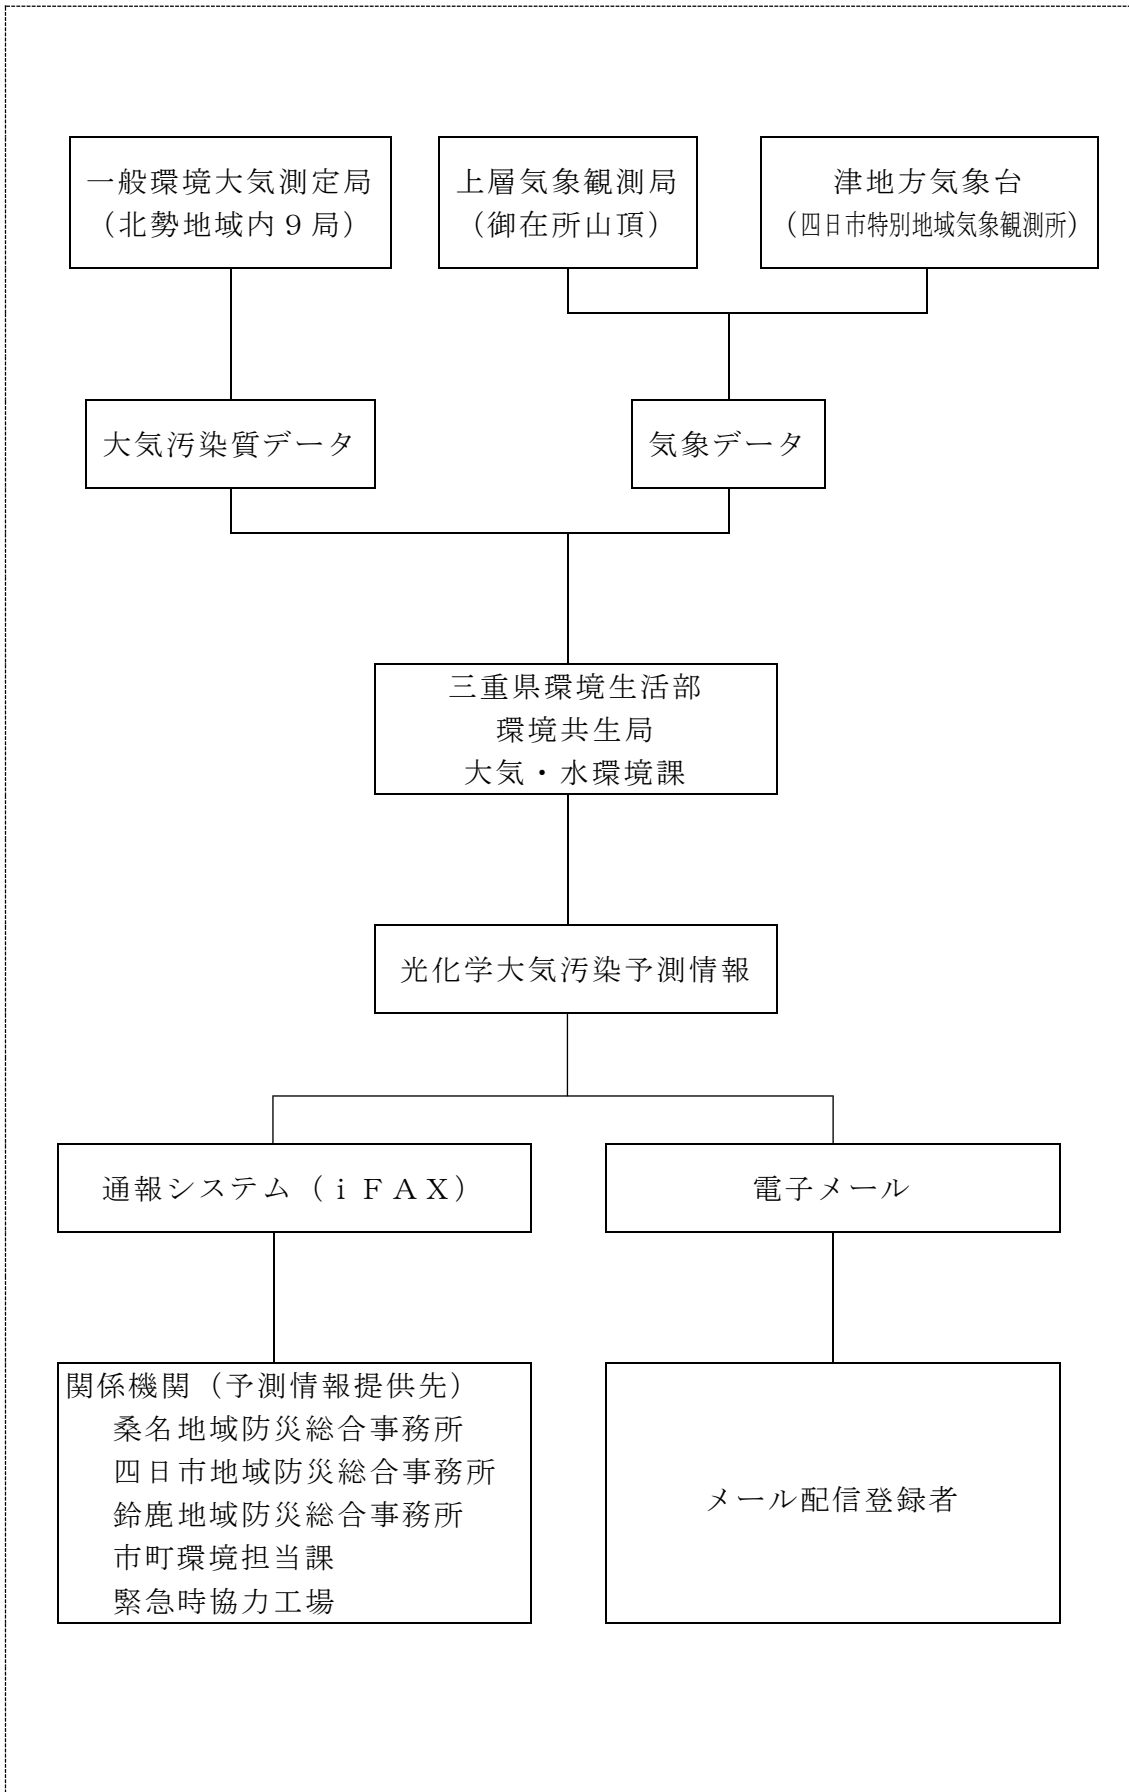 一般環境大気測定局
（北勢地域内９局）
上層気象観測局
（御在所山頂）
津地方気象台
（四日市特別地域気象観測所）
大気汚染質データ
気象データ
三重県環境生活部
環境共生局
大気・水環境課
光化学大気汚染予測情報
通報システム（ｉＦＡＸ）
電子メール
関係機関（予測情報提供先）
桑名地域防災総合事務所
四日市地域防災総合事務所
鈴鹿地域防災総合事務所
市町環境担当課
緊急時協力工場
メール配信登録者